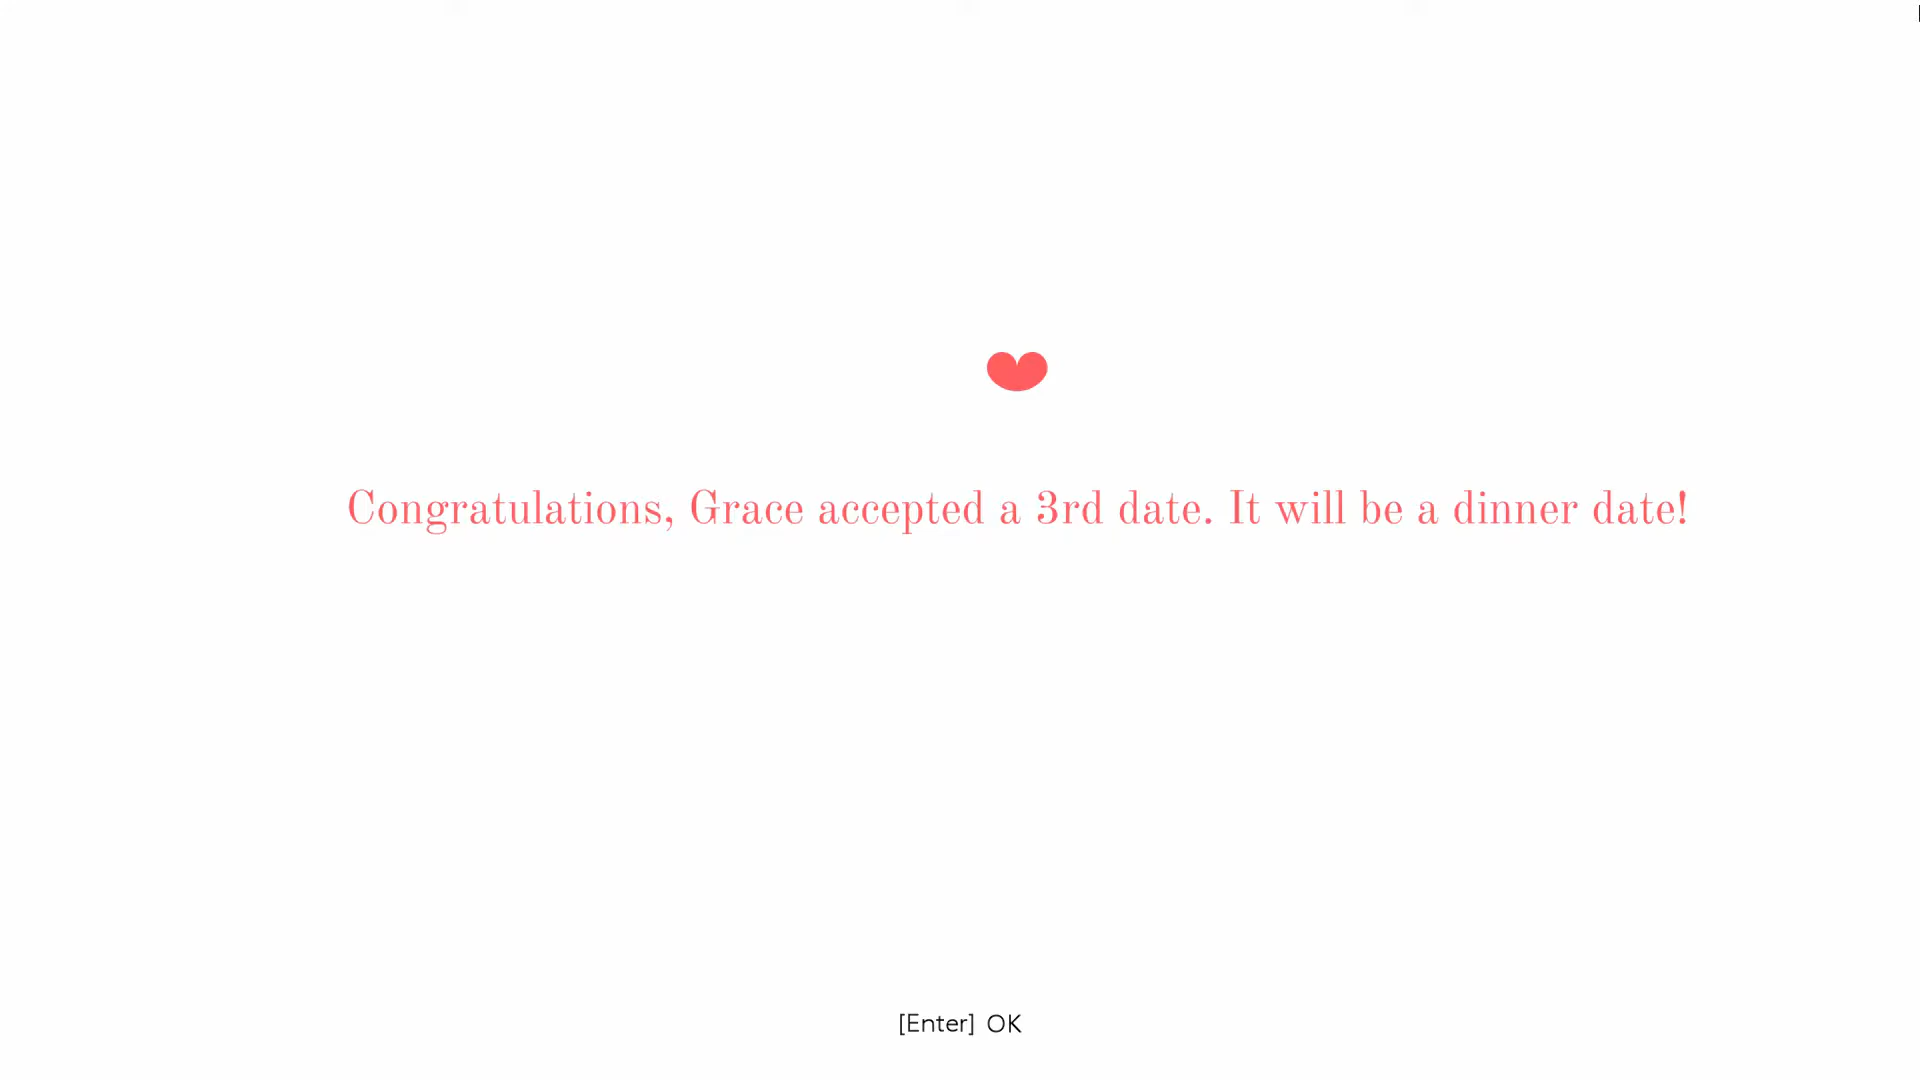 Congratulations, Grace accepted a 3rd date. It will be a dinner date!
[Enter] OK